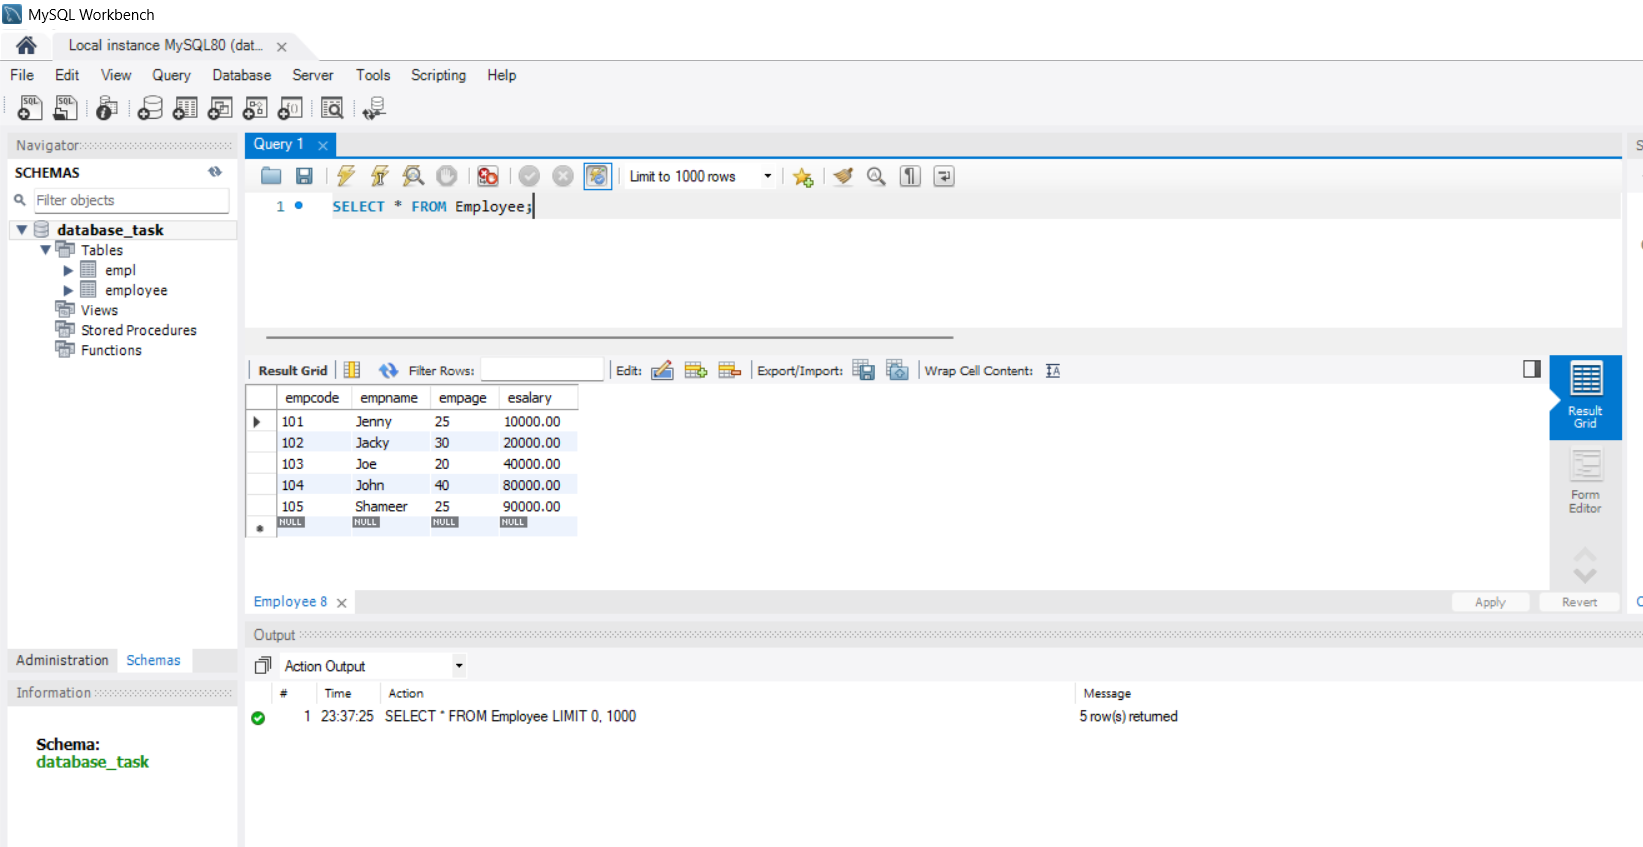 MySQL Workbench
Local instance MySQL80 (dat...
File Edit View Query Database Server Tools Scripting Help
Navigator
SCHEMAS
Filter objects
database_task
Tables
empl
employee
Views
Stored Procedures
Functions
Administration Schemas
Information
Schema:
database_task
Query 1
Limit to 1000 rows
1 SELECT * FROM Employee;
Result Grid Filter Rows: Edit: Export/Import: Wrap Cell Content:
empcode empname empage esalary
101 Jenny 25 10000.00
102 Jacky 30 20000.00
103 Joe 20 40000.00
104 John 40 80000.00
105 Shameer 25 90000.00
NULL NULL NULL NULL
Result
Grid
Form
Editor
Employee 8
Apply Revert
Output
Action Output
# Time Action Message
1 23:37:25 SELECT * FROM Employee LIMIT 0, 1000 5 row(s) returned